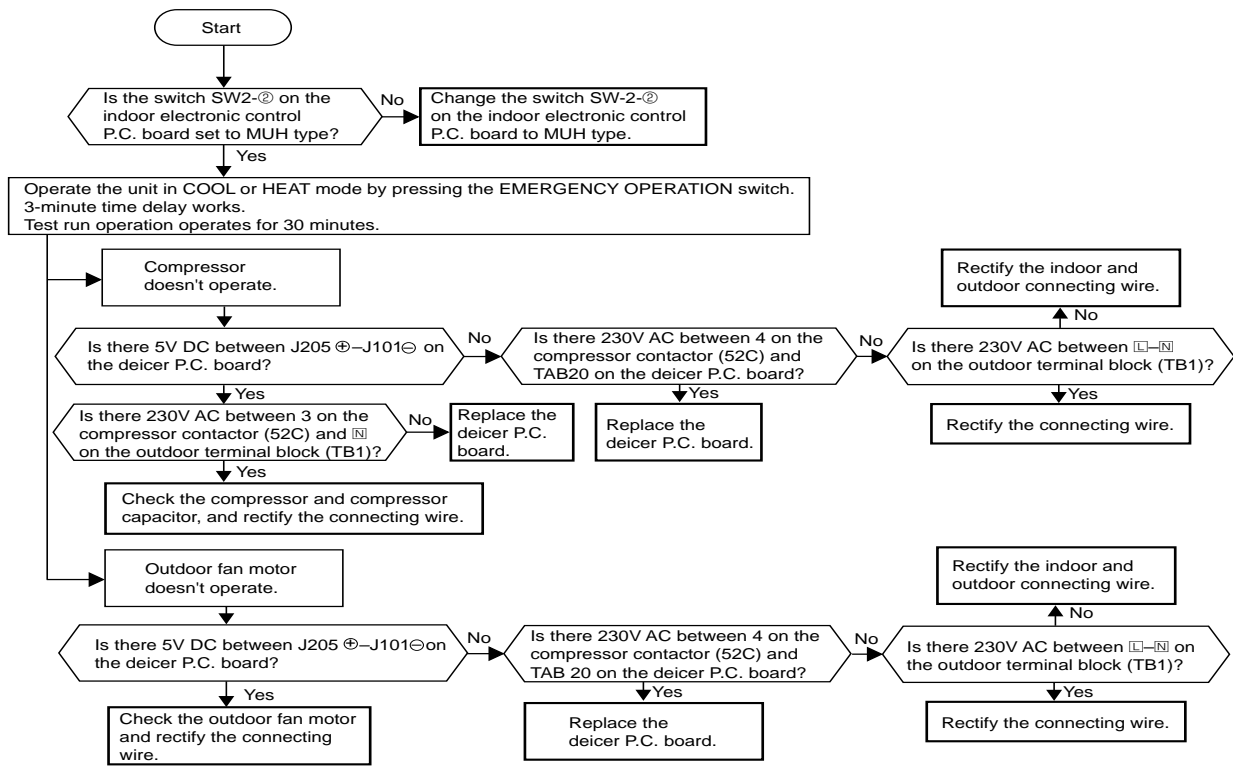 Start
Is the switch SW2-② on the
indoor electronic control
P.C. board set to MUH type?
No
Change the switch SW-2-②
on the indoor electronic control
P.C. board to MUH type.
Yes
Operate the unit in COOL or HEAT mode by pressing the EMERGENCY OPERATION switch.
3-minute time delay works.
Test run operation operates for 30 minutes.
Compressor
doesn't operate.
Is there 5V DC between J205 ⊕–J101⊖ on
the deicer P.C. board?
No
Is there 230V AC between 4 on the
compressor contactor (52C) and
TAB20 on the deicer P.C. board?
No
Is there 230V AC between 🄻–🄽
on the outdoor terminal block (TB1)?
No
Rectify the indoor and
outdoor connecting wire.
Yes
Rectify the connecting wire.
Yes
Replace the
deicer P.C. board.
Yes
Is there 230V AC between 3 on the
compressor contactor (52C) and 🄽
on the outdoor terminal block (TB1)?
No
Replace the
deicer P.C.
board.
Yes
Check the compressor and compressor
capacitor, and rectify the connecting wire.
Outdoor fan motor
doesn't operate.
Is there 5V DC between J205 ⊕–J101⊖on
the deicer P.C. board?
No
Is there 230V AC between 4 on the
compressor contactor (52C) and
TAB 20 on the deicer P.C. board?
No
Is there 230V AC between 🄻–🄽 on
the outdoor terminal block (TB1)?
No
Rectify the indoor and
outdoor connecting wire.
Yes
Rectify the connecting wire.
Yes
Replace the
deicer P.C. board.
Yes
Check the outdoor fan motor
and rectify the connecting
wire.